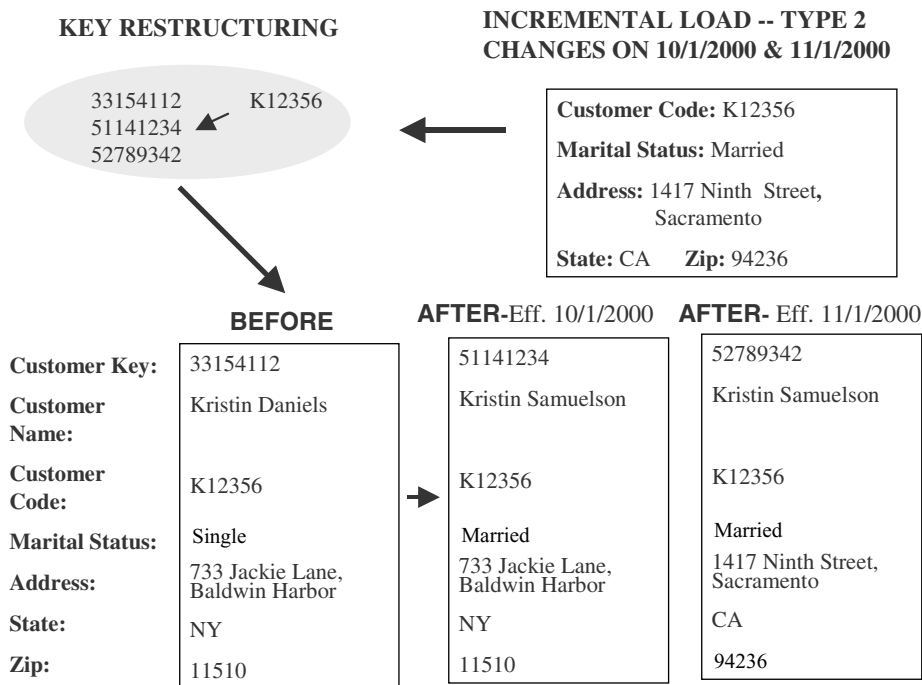 KEY RESTRUCTURING
INCREMENTAL LOAD -- TYPE 2
CHANGES ON 10/1/2000 & 11/1/2000
33154112 K12356
51141234
52789342
Customer Code: K12356
Marital Status: Married
Address: 1417 Ninth Street,
Sacramento
State: CA Zip: 94236
BEFORE
AFTER-Eff. 10/1/2000
AFTER- Eff. 11/1/2000
Customer Key: 33154112 51141234 52789342
Customer
Name: Kristin Daniels Kristin Samuelson Kristin Samuelson
Customer
Code: K12356 K12356 K12356
Marital Status: Single Married Married
Address: 733 Jackie Lane, 733 Jackie Lane, 1417 Ninth Street,
Baldwin Harbor Baldwin Harbor Sacramento
State: NY NY CA
Zip: 11510 11510 94236